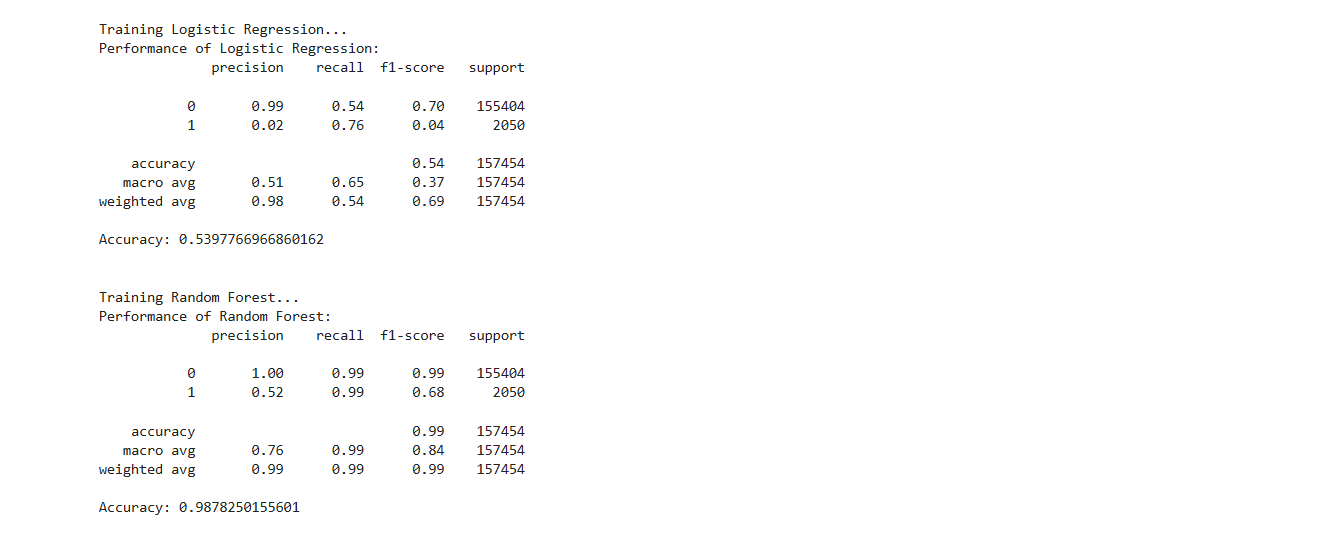 Training Logistic Regression...
Performance of Logistic Regression:
precision recall f1-score support
0 0.99 0.54 0.70 155404
1 0.02 0.76 0.04 2050
accuracy 0.54 157454
macro avg 0.51 0.65 0.37 157454
weighted avg 0.98 0.54 0.69 157454
Accuracy: 0.5397766966860162
Training Random Forest...
Performance of Random Forest:
precision recall f1-score support
0 1.00 0.99 0.99 155404
1 0.52 0.99 0.68 2050
accuracy 0.99 157454
macro avg 0.76 0.99 0.84 157454
weighted avg 0.99 0.99 0.99 157454
Accuracy: 0.9878250155601